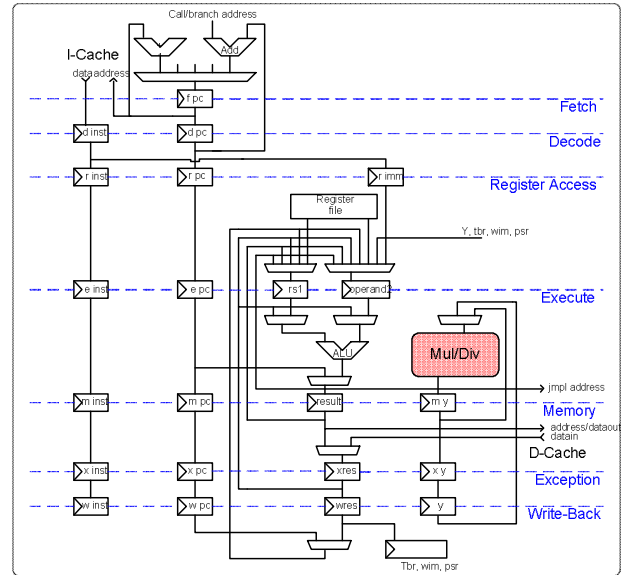 Call/branch address
I-Cache
Add
data address
f pc
Fetch
d inst
d pc
Decode
r inst
r pc
r imm
Register Access
Register
file
Y, tbr, wim, psr
e inst
e pc
rs1
operand2
Execute
ALU
Mul/Div
jmpl address
m inst
m pc
result
m y
Memory
address/dataout
datain
D-Cache
x inst
x pc
xres
x y
Exception
w inst
w pc
wres
y
Write-Back
Tbr, wim, psr